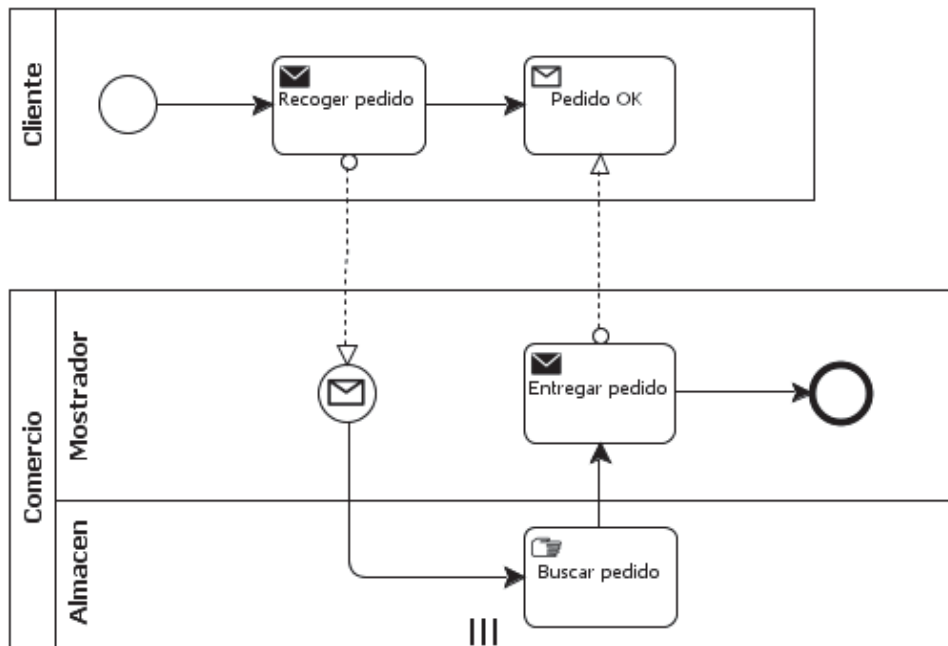 Cliente
Recoger pedido
Pedido OK
Comercio
Mostrador
Entregar pedido
Almacen
Buscar pedido